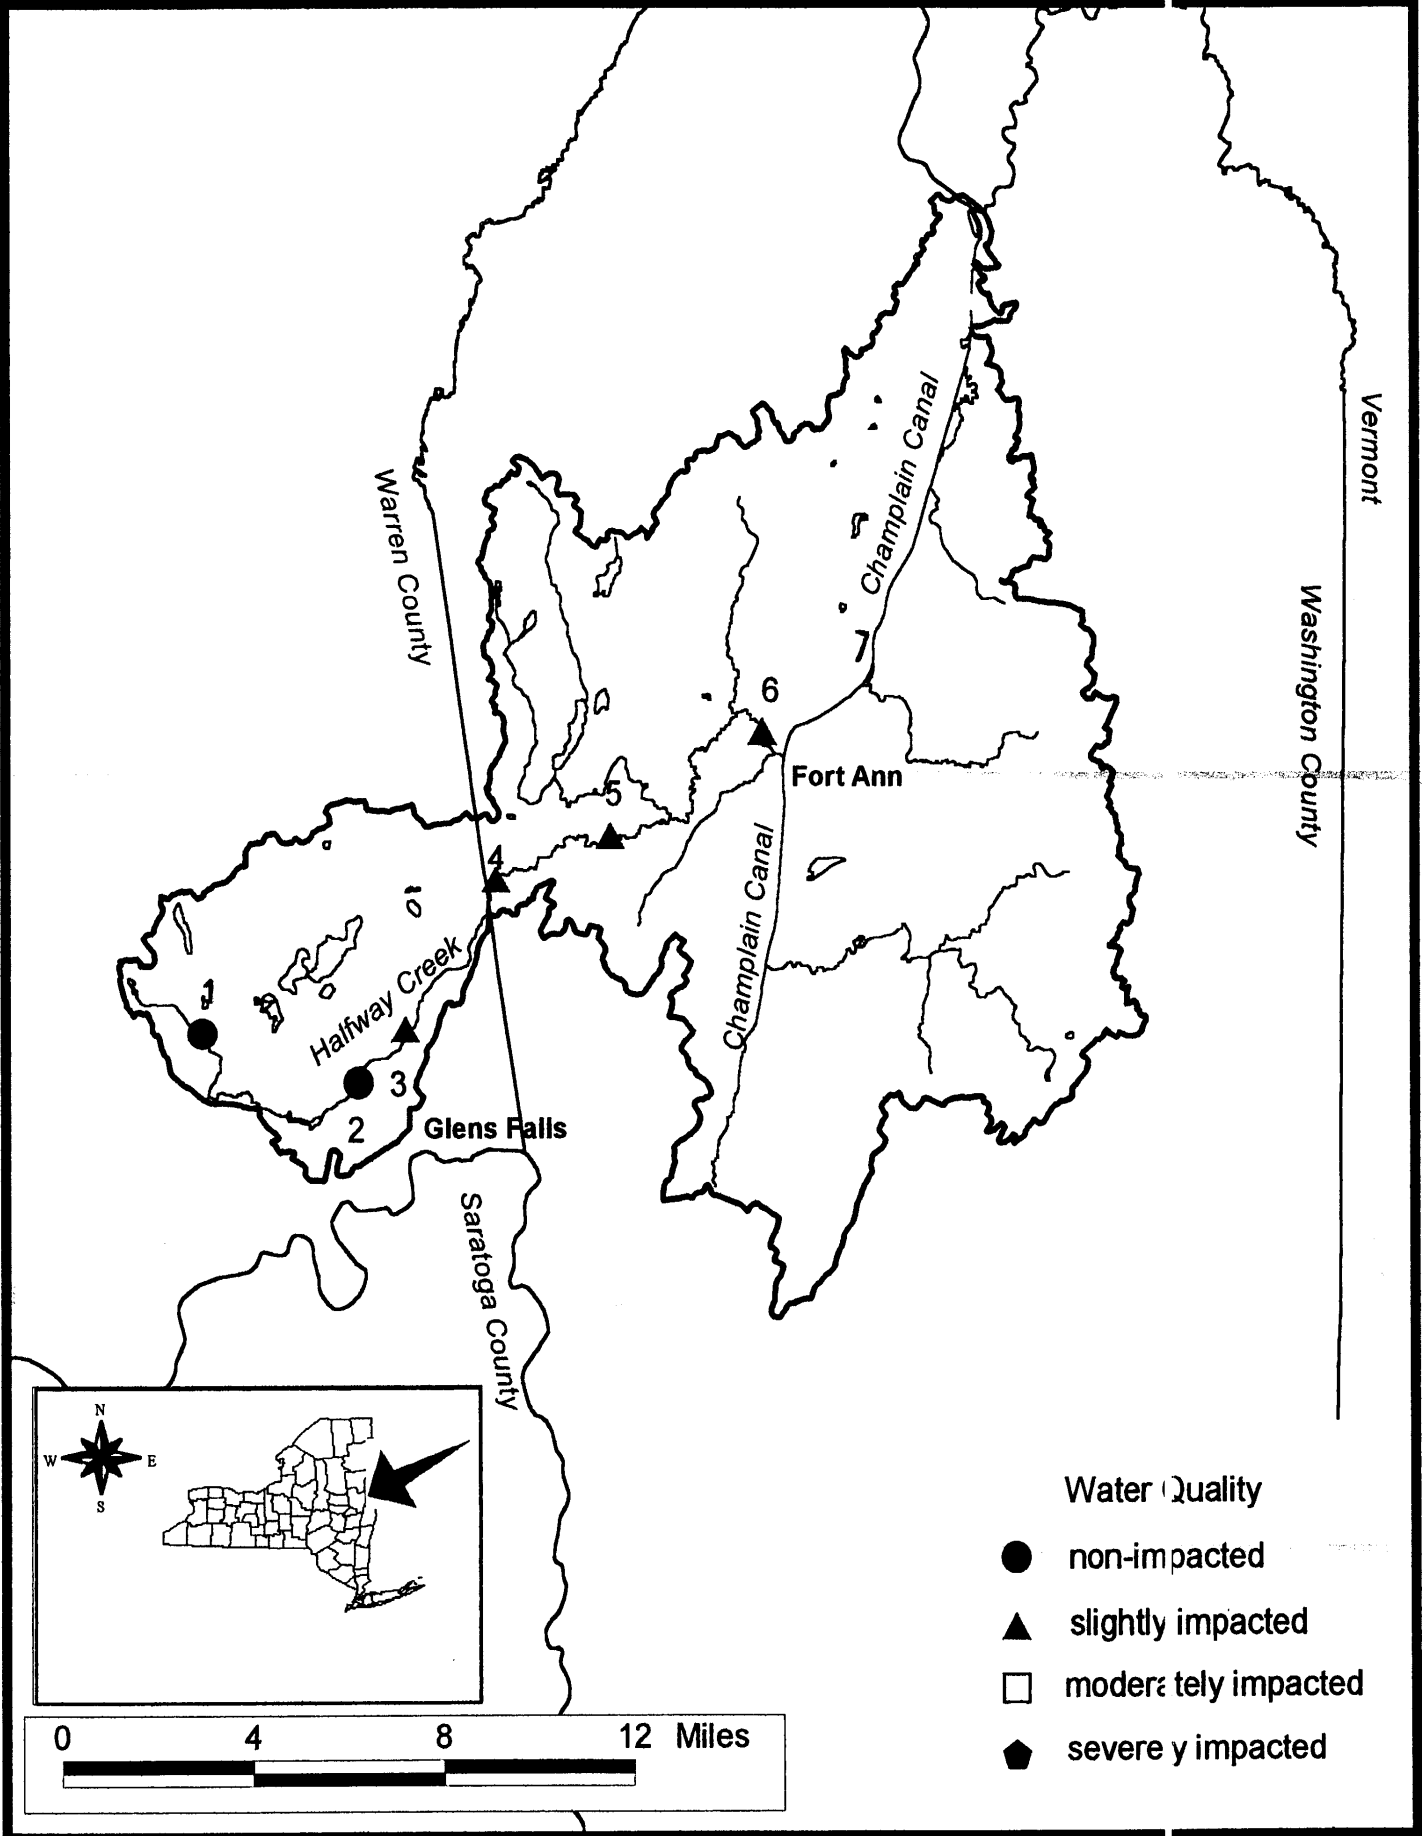 Champlain Canal
Vermont
Warren County
Washington County
7
6
Fort Ann
5
4
Champlain Canal
Halfway Creek
1
3
2
Glens Falls
Saratoga County
N
W E
S
Water Quality
non-impacted
slightly impacted
moderately impacted
severely impacted
0 4 8 12 Miles